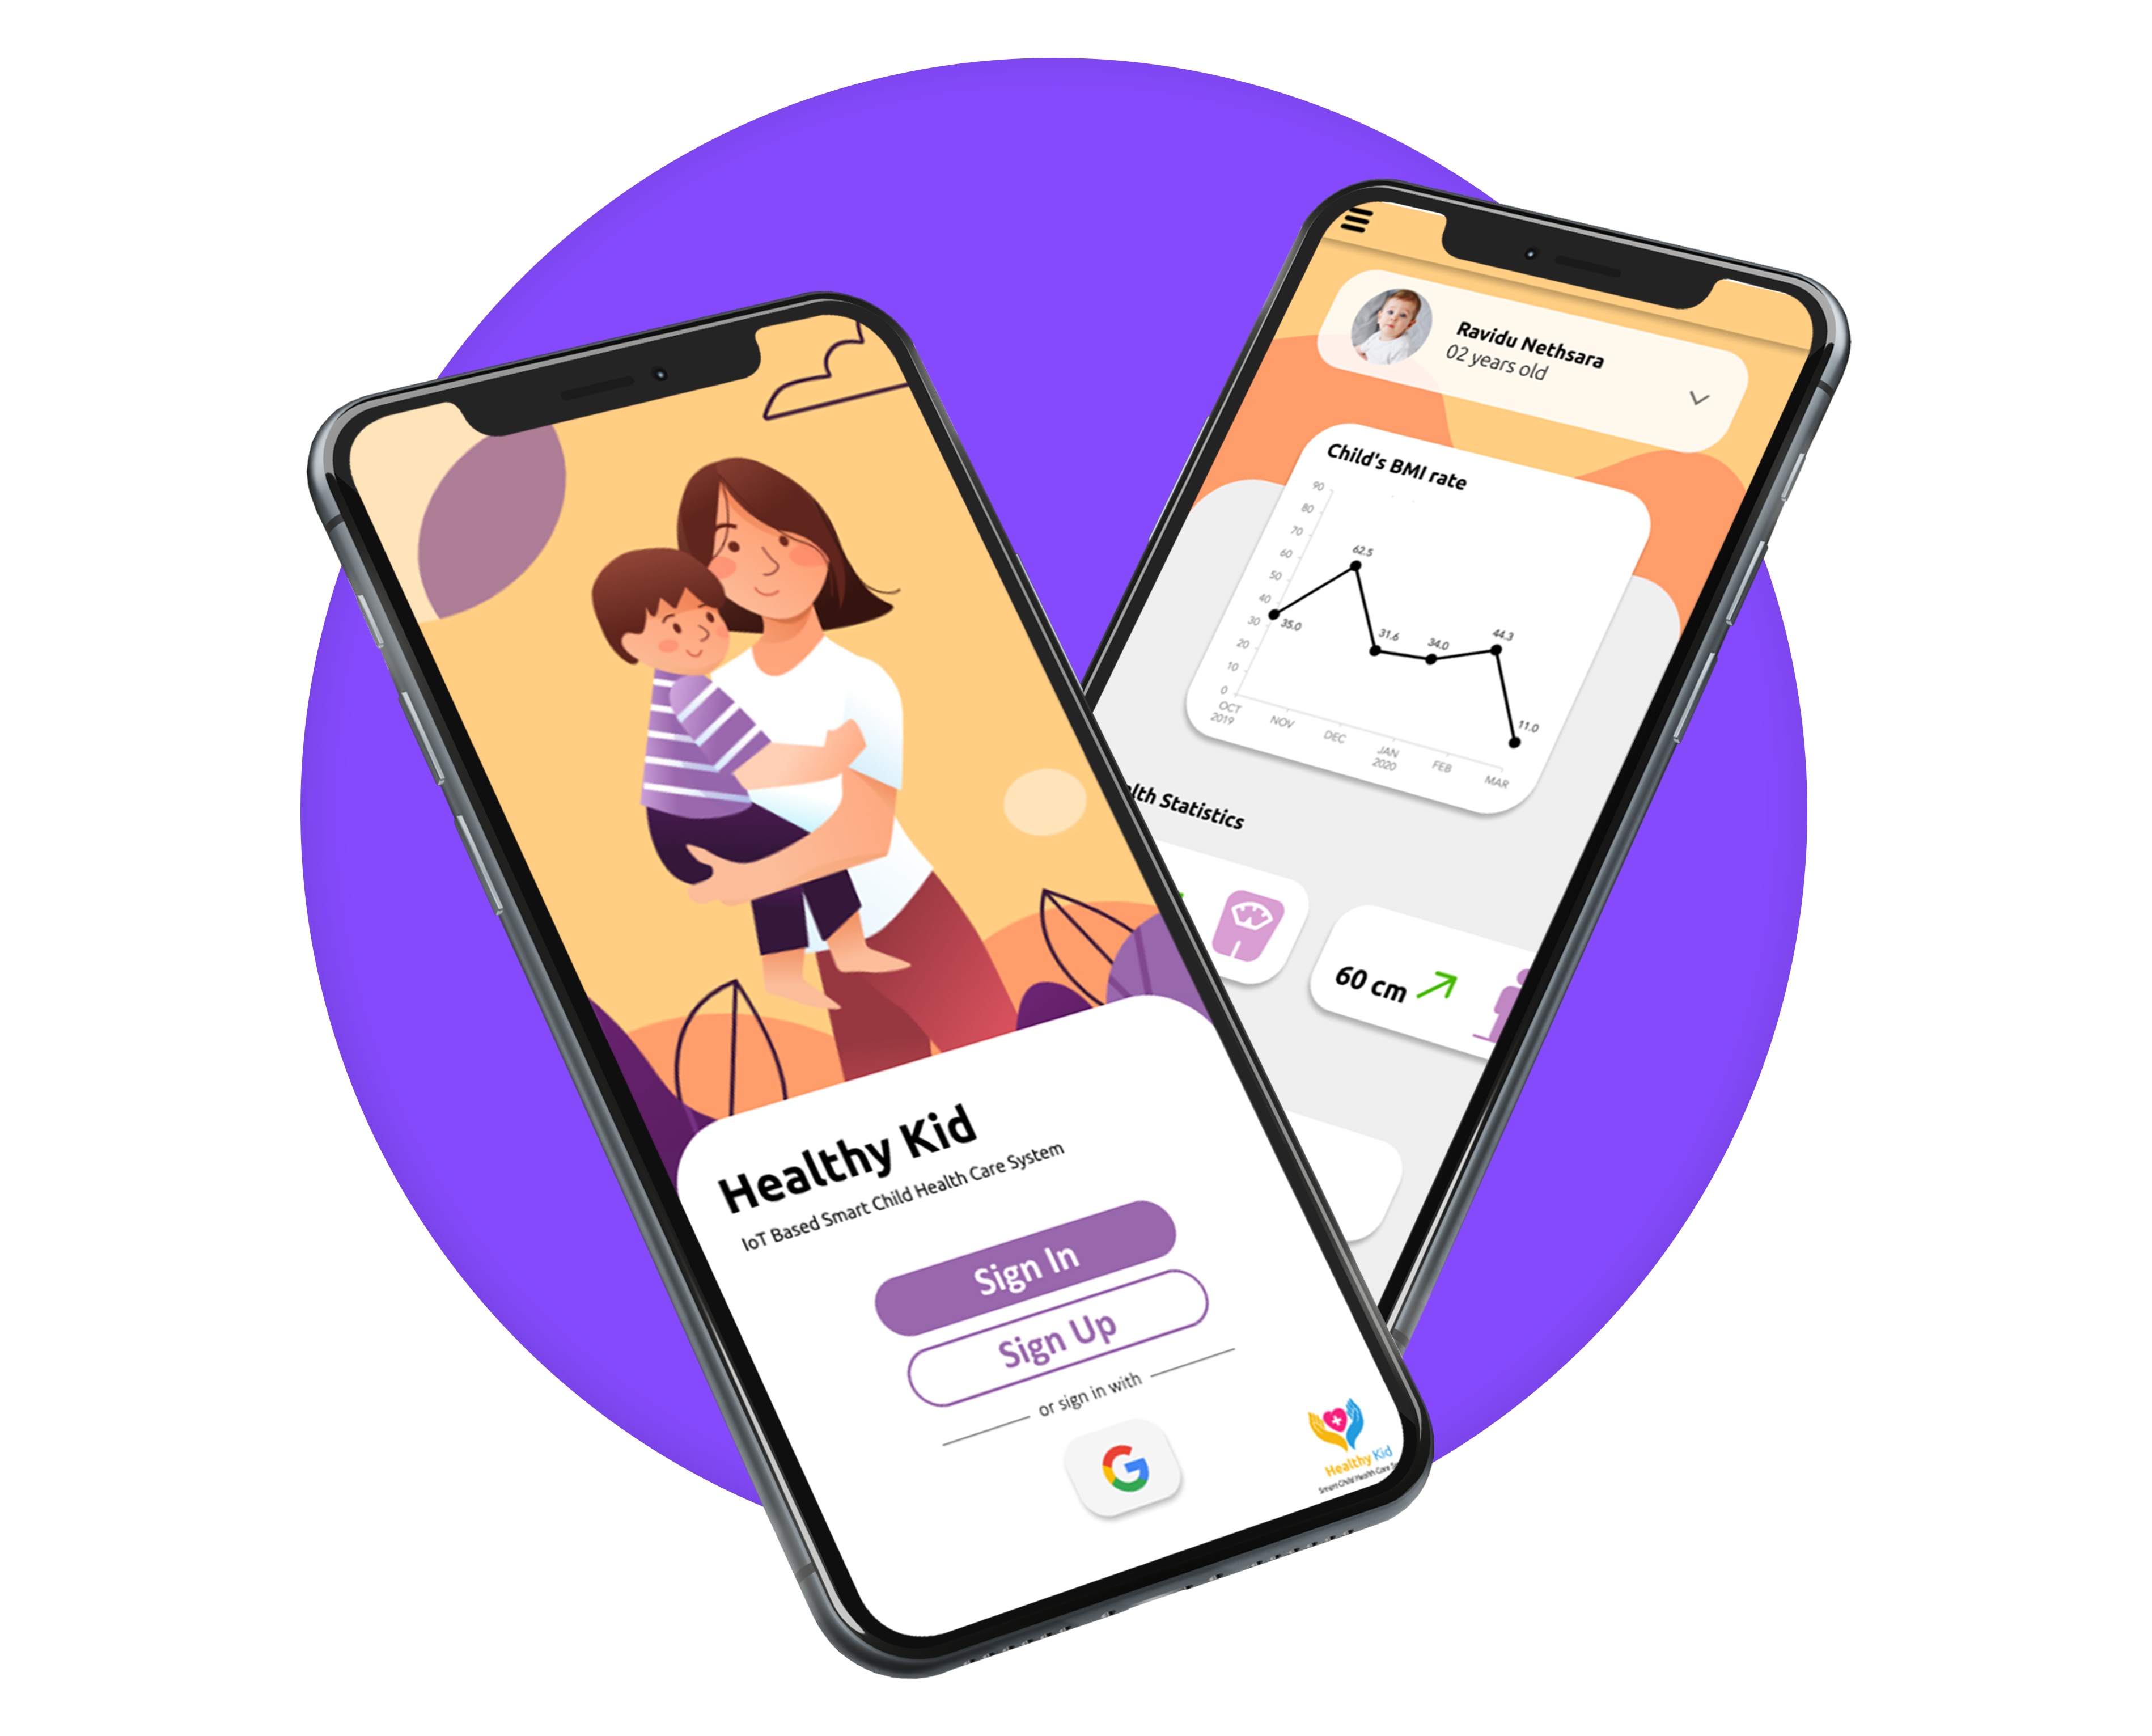 Healthy Kid
IoT Based Smart Child Health Care System
Sign In
Sign Up
or sign in with
Healthy Kid
Smart Child Health Care
Ravidu Nethsara
02 years old
Child's BMI rate
90
80
70
60
50
40
30
20
10
0
62.5
35.0
31.6
34.0
44.3
11.0
OCT
2019
NOV
DEC
JAN
2020
FEB
MAR
Statistics
60 cm